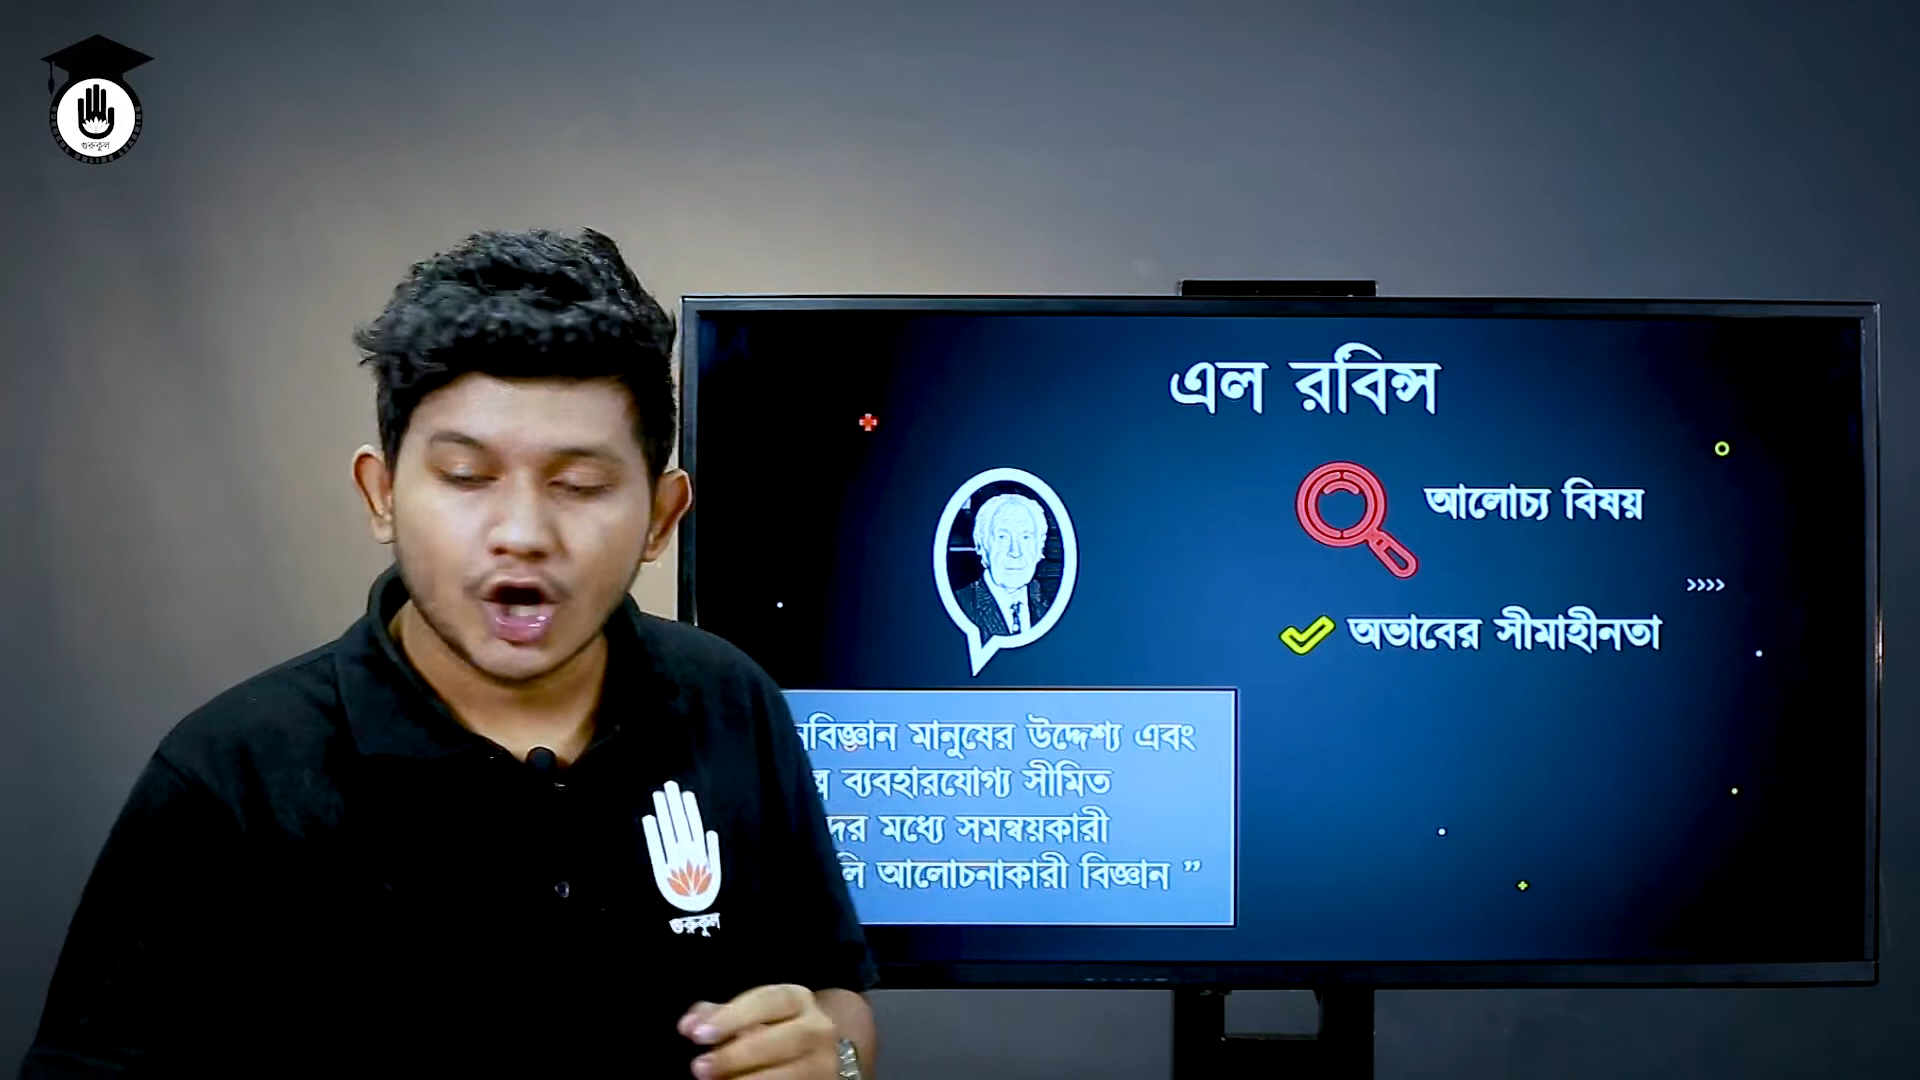 গুরুকুল
এল রবিন্স
আলোচ্য বিষয়
››››
অভাবের সীমাহীনতা
মানুষের উদ্দেশ্য এবং
ব্যবহারযোগ্য সীমিত
মধ্যে সমন্বয়কারী
আলোচনাকারী বিজ্ঞান ”
গুরুকুল